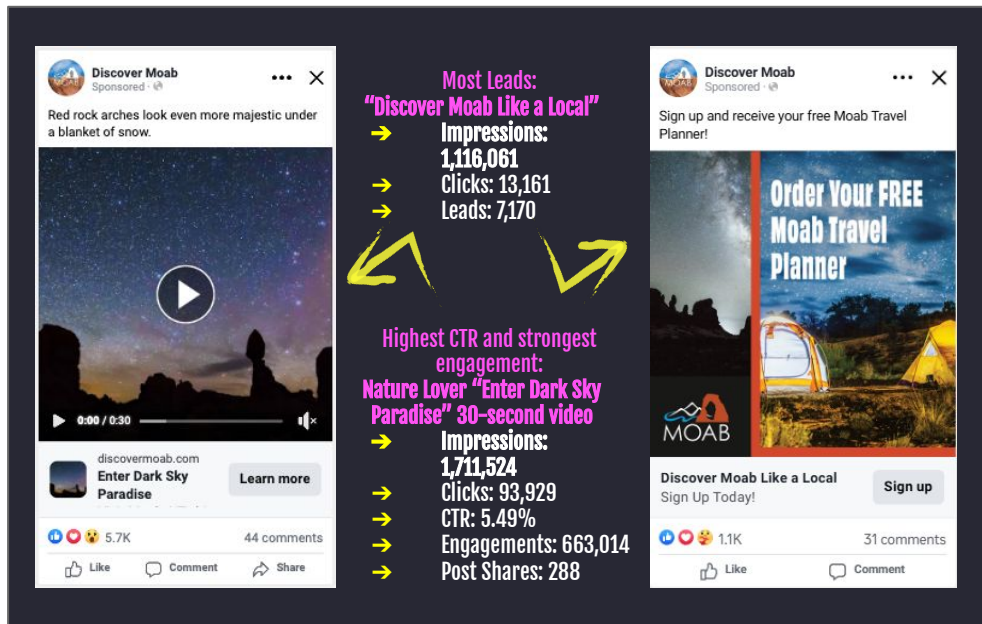 Discover Moab
Sponsored ·
Red rock arches look even more majestic under
a blanket of snow.
0:00 / 0:30
discovermoab.com
Enter Dark Sky
Paradise
Learn more
5.7K
44 comments
Like
Comment
Share
Most Leads:
“Discover Moab Like a Local”
➔ Impressions:
1,116,061
➔ Clicks: 13,161
➔ Leads: 7,170
Highest CTR and strongest
engagement:
Nature Lover “Enter Dark Sky
Paradise” 30-second video
➔ Impressions:
1,711,524
➔ Clicks: 93,929
➔ CTR: 5.49%
➔ Engagements: 663,014
➔ Post Shares: 288
Discover Moab
Sponsored ·
Sign up and receive your free Moab Travel
Planner!
Order Your FREE
Moab Travel
Planner
MOAB
Discover Moab Like a Local
Sign Up Today!
Sign up
1.1K
31 comments
Like
Comment